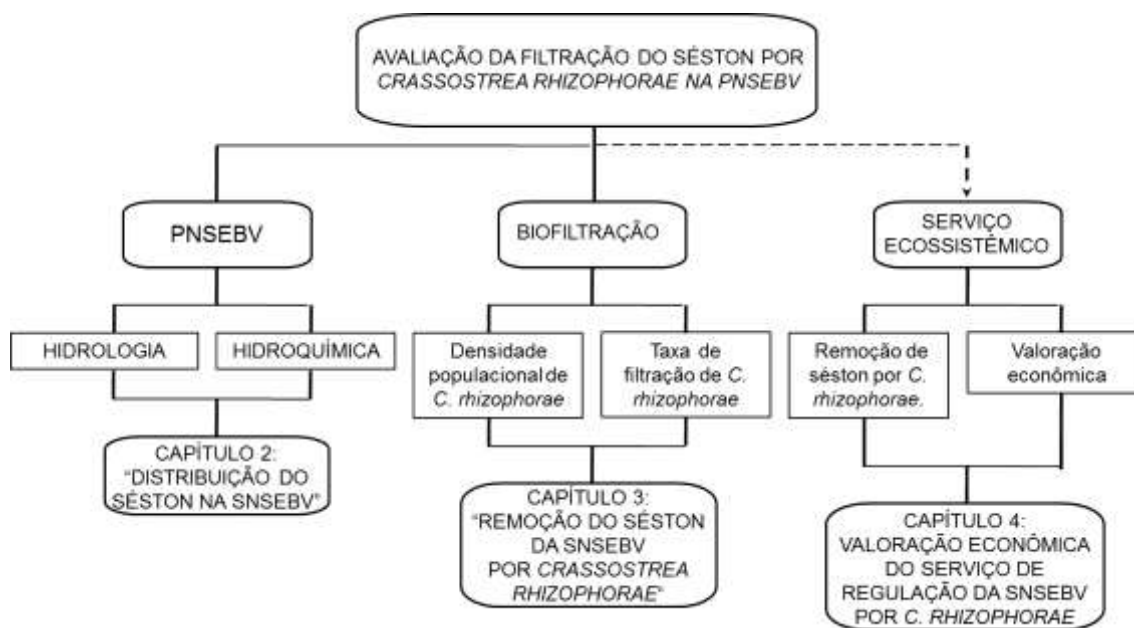 AVALIAÇÃO DA FILTRAÇÃO DO SÉSTON POR
CRASSOSTREA RHIZOPHORAE NA PNSEBV
PNSEBV
BIOFILTRAÇÃO
SERVIÇO
ECOSSISTÊMICO
HIDROLOGIA
HIDROQUÍMICA
Densidade
populacional de
C. rhizophorae
Taxa de
filtração de C.
rhizophorae
Remoção de
séston por C.
rhizophorae.
Valoração
econômica
CAPÍTULO 2:
“DISTRIBUIÇÃO DO
SÉSTON NA SNSEBV”
CAPÍTULO 3:
“REMOÇÃO DO SÉSTON
DA SNSEBV
POR CRASSOSTREA
RHIZOPHORAE“
CAPÍTULO 4:
VALORAÇÃO ECONÔMICA
DO SERVIÇO DE
REGULAÇÃO DA SNSEBV
POR C. RHIZOPHORAE